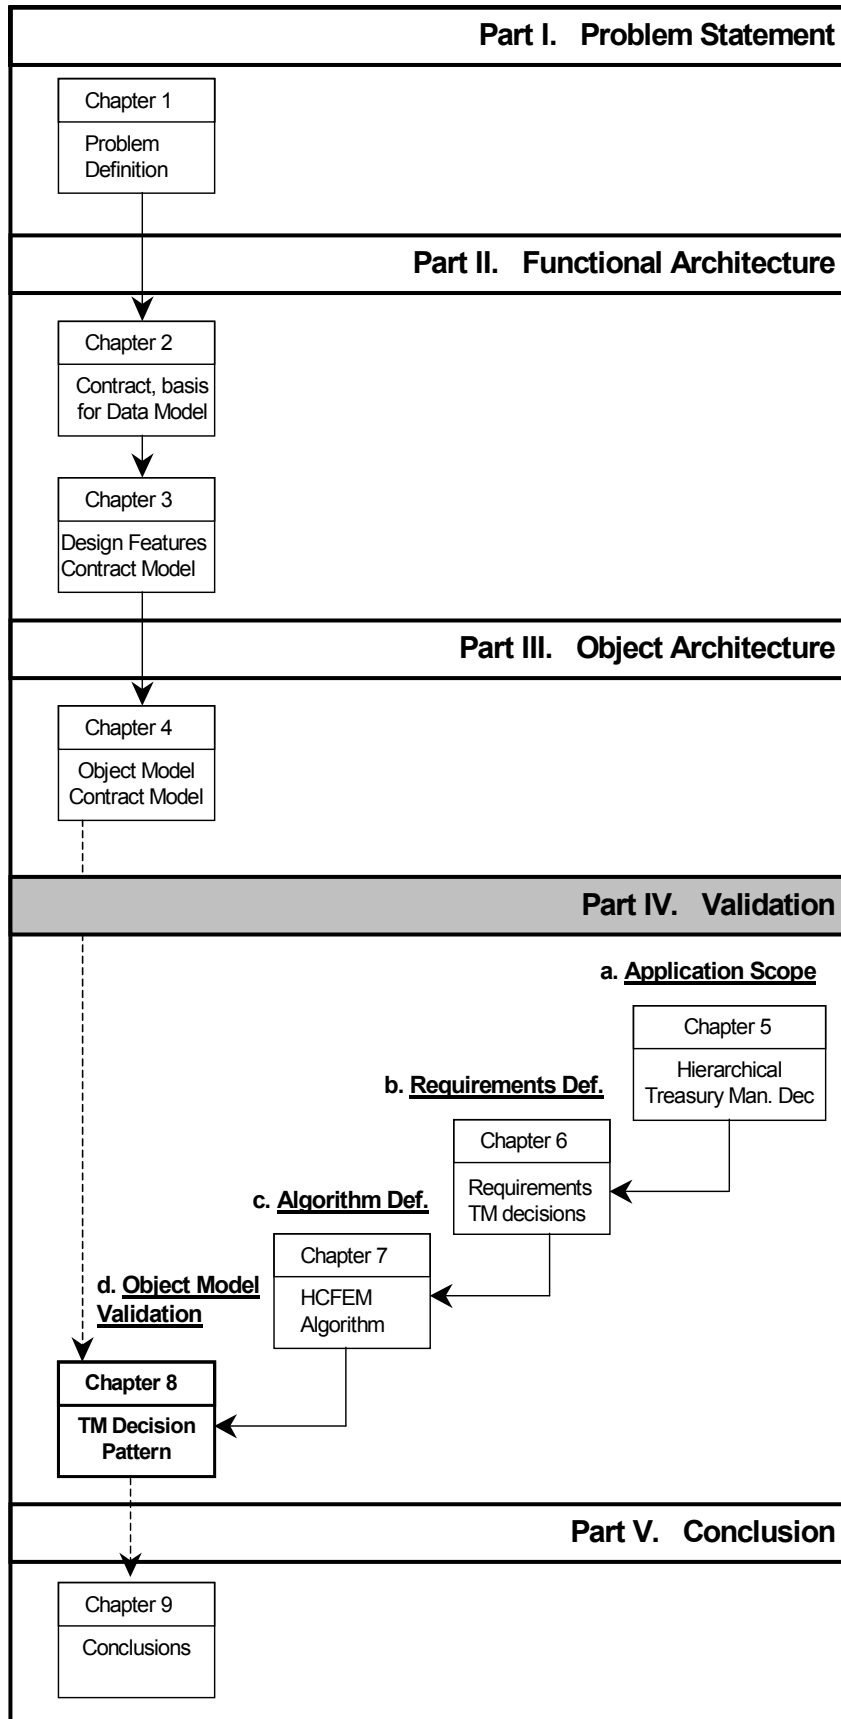 Part I. Problem Statement
Chapter 1
Problem
Definition
Part II. Functional Architecture
Chapter 2
Contract, basis
for Data Model
Chapter 3
Design Features
Contract Model
Part III. Object Architecture
Chapter 4
Object Model
Contract Model
Part IV. Validation
a. Application Scope
Chapter 5
Hierarchical
Treasury Man. Dec
b. Requirements Def.
Chapter 6
Requirements
TM decisions
c. Algorithm Def.
Chapter 7
HCFEM
Algorithm
d. Object Model
Validation
Chapter 8
TM Decision
Pattern
Part V. Conclusion
Chapter 9
Conclusions